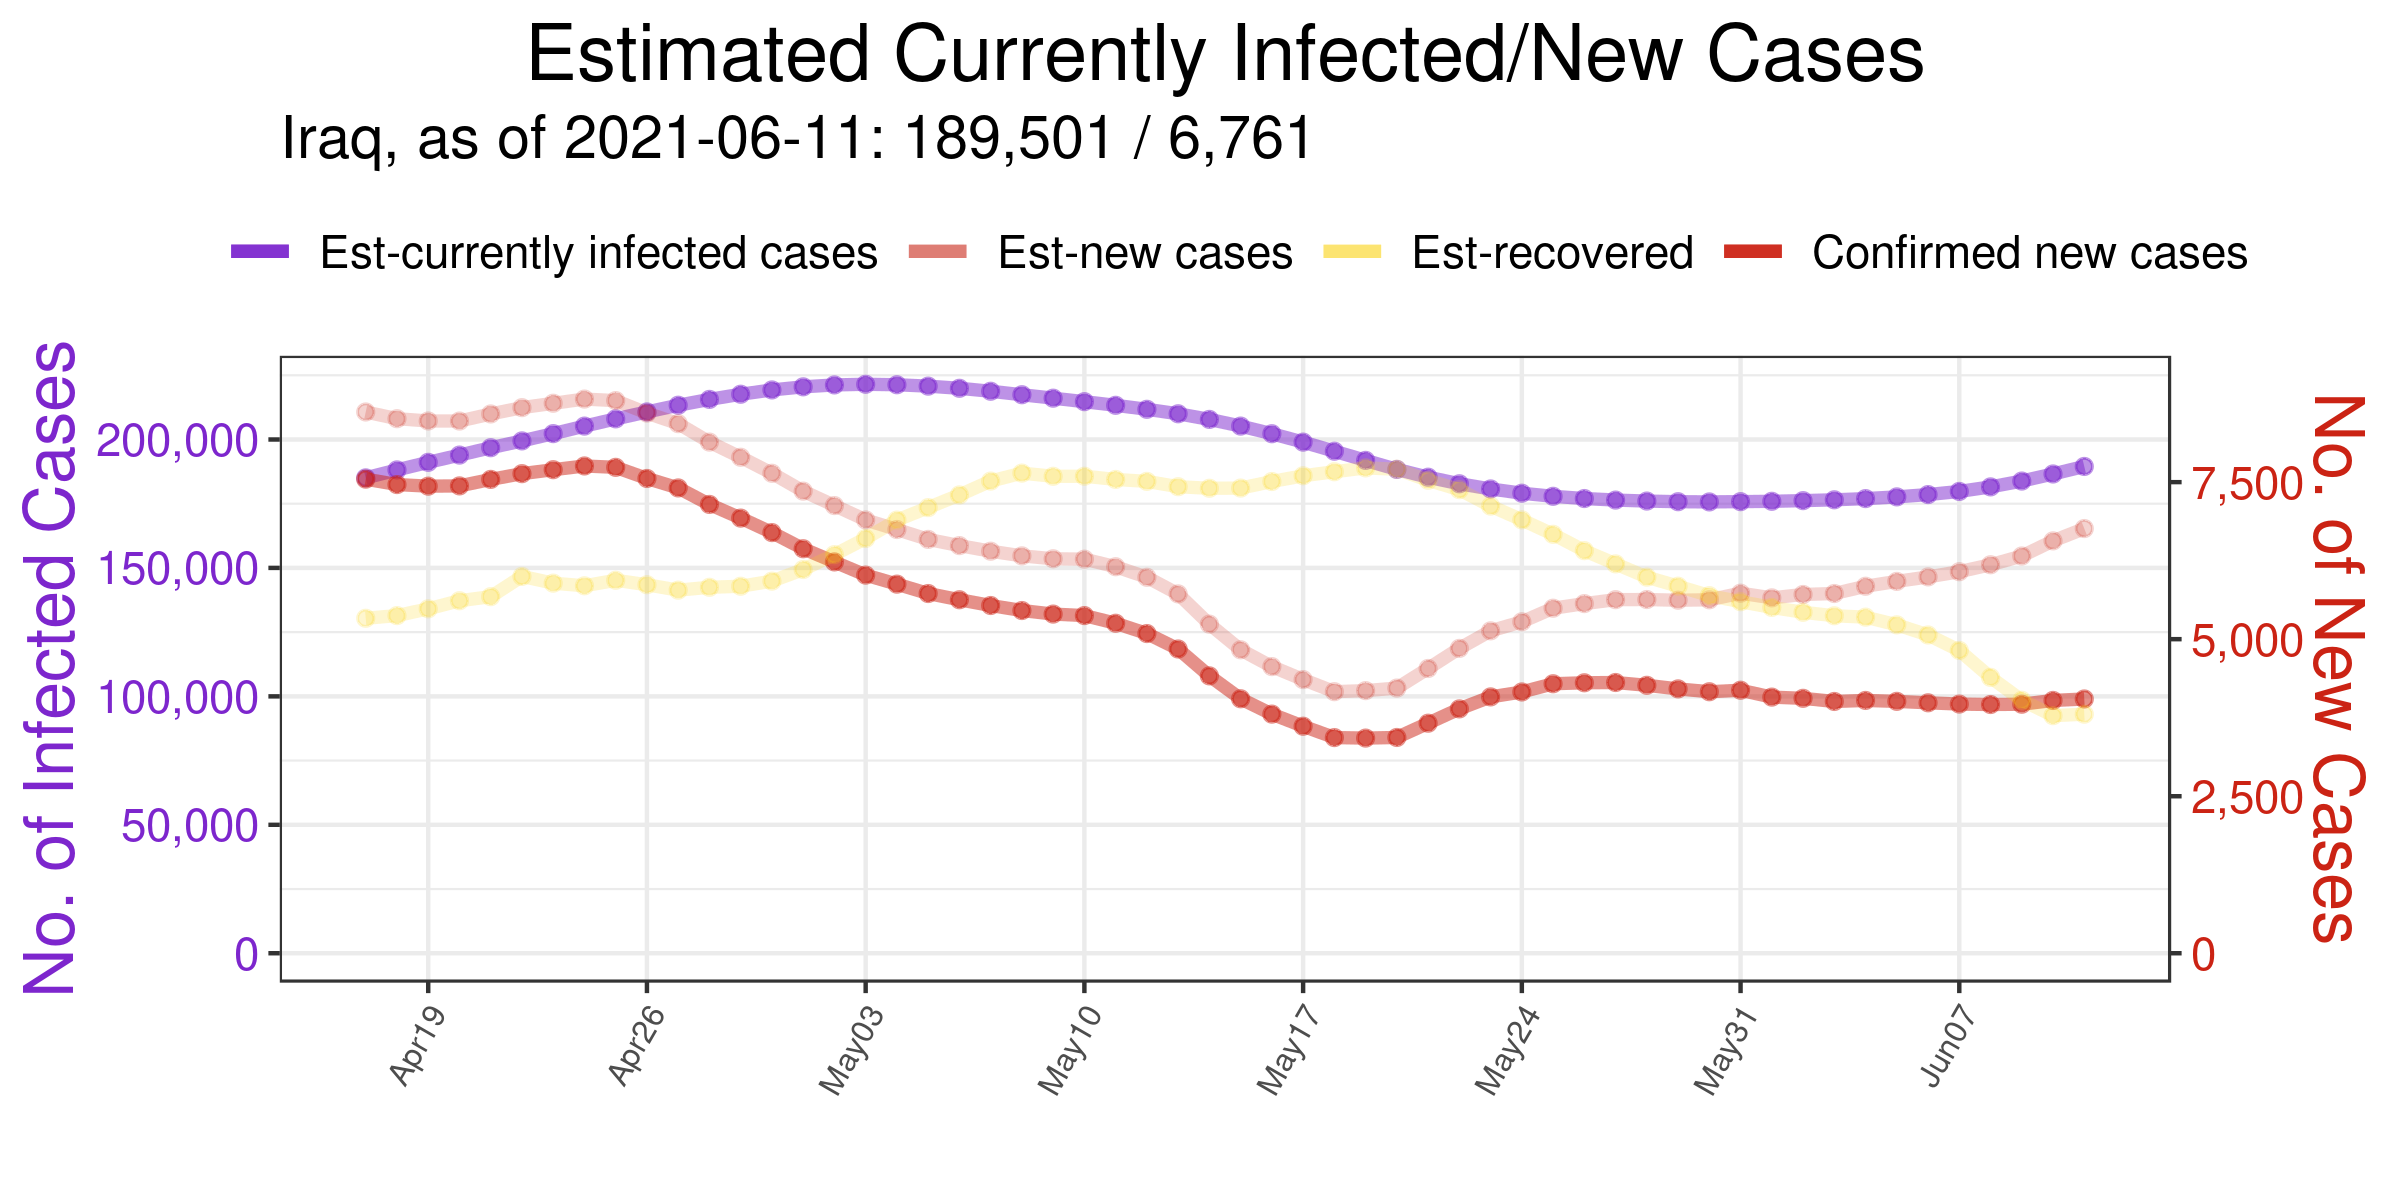 Estimated Currently Infected/New Cases
Iraq, as of 2021-06-11: 189,501 / 6,761
Est-currently infected cases Est-new cases Est-recovered Confirmed new cases
No. of Infected Cases
200,000
150,000
100,000
50,000
0
7,500
5,000
2,500
0
No. of New Cases
Apr19 Apr26 May03 May10 May17 May24 May31 Jun07